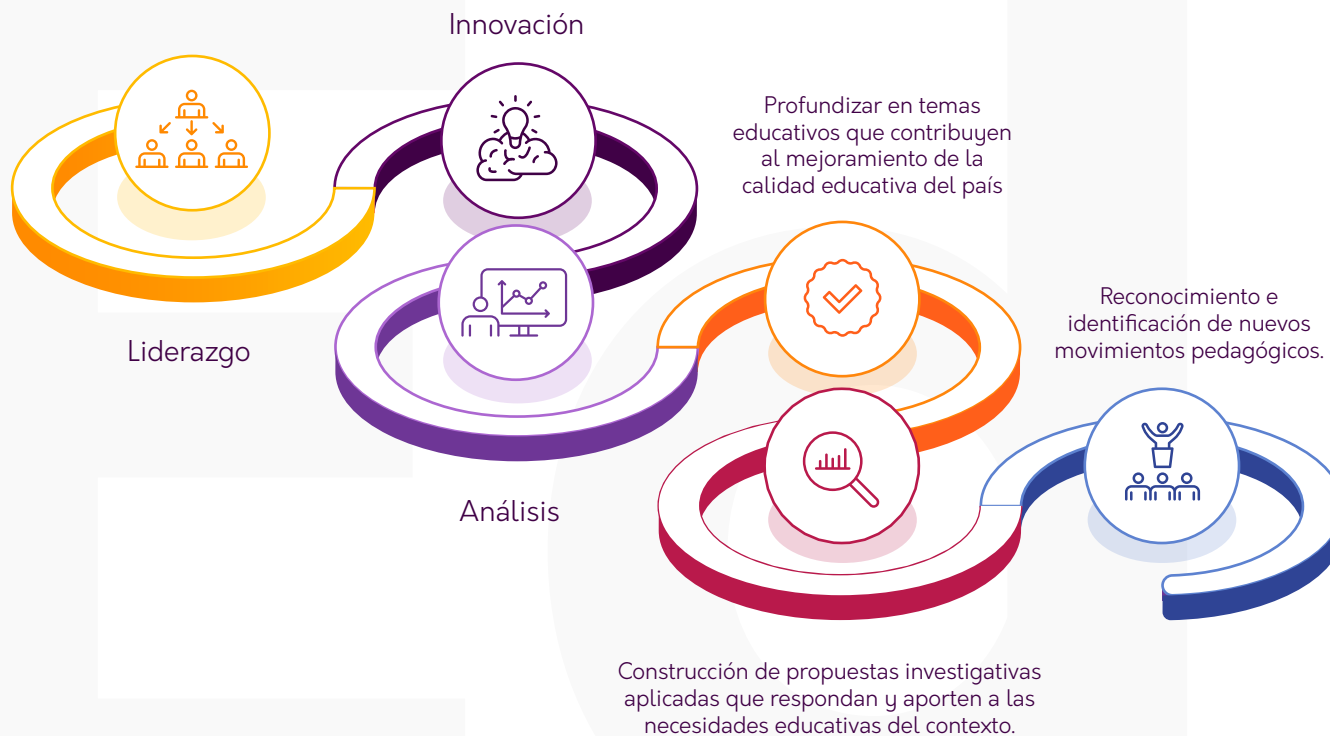 Innovación
Profundizar en temas
educativos que contribuyen
al mejoramiento de la
calidad educativa del país
Liderazgo
Reconocimiento e
identificación de nuevos
movimientos pedagógicos.
Análisis
Construcción de propuestas investigativas
aplicadas que respondan y aporten a las
necesidades educativas del contexto.